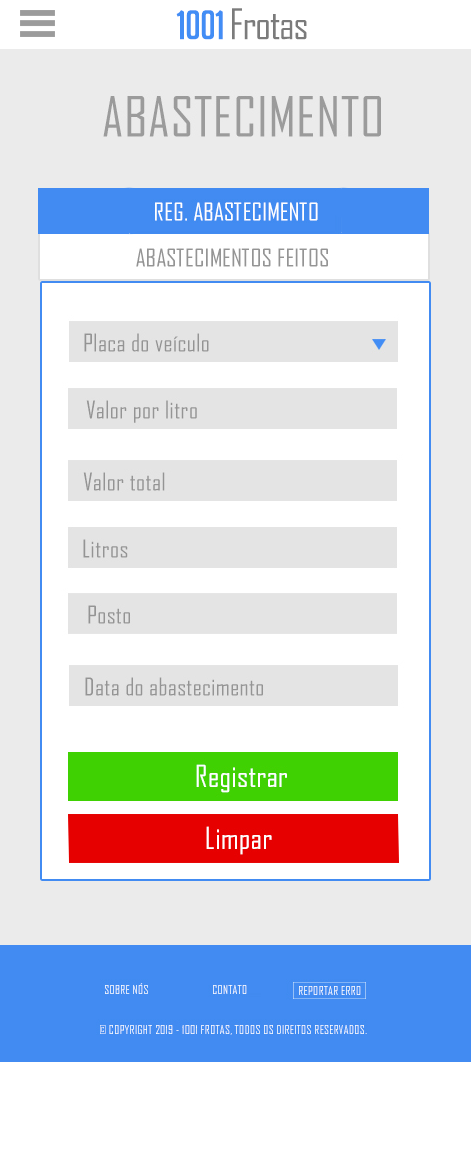 1001 Frotas
ABASTECIMENTO
REG. ABASTECIMENTO
ABASTECIMENTOS FEITOS
Placa do veículo
Valor por litro
Valor total
Litros
Posto
Data do abastecimento
Registrar
Limpar
SOBRE NÓS CONTATO REPORTAR ERRO
© COPYRIGHT 2019 - 1001 FROTAS, TODOS OS DIREITOS RESERVADOS.